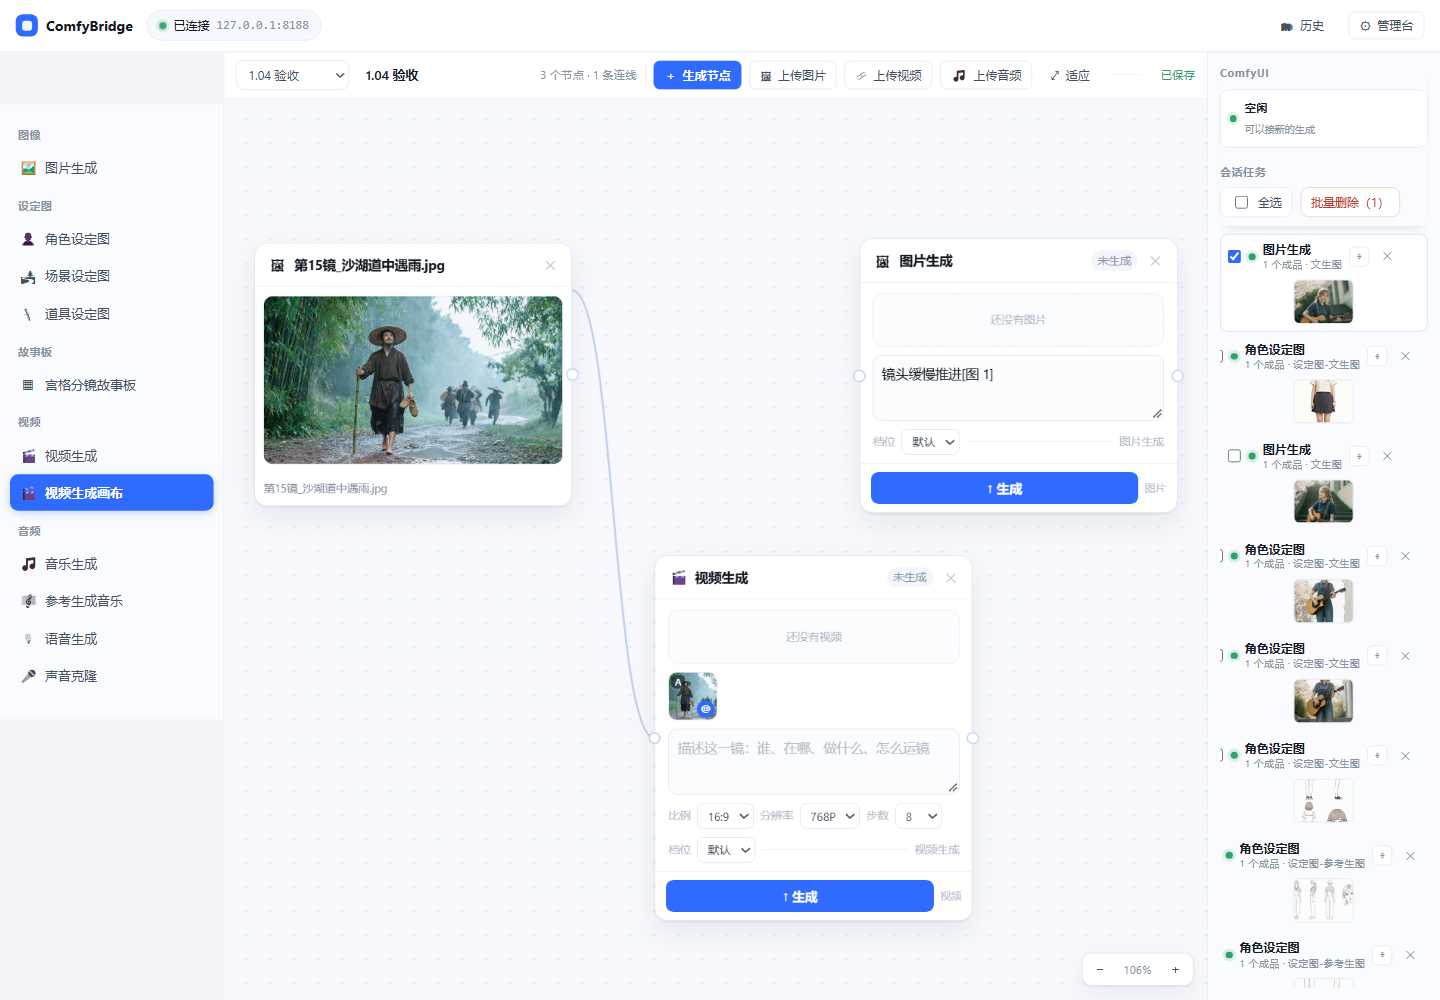 ComfyBridge
已连接 127.0.0.1:8188
历史
管理台
图像
图片生成
设定图
角色设定图
场景设定图
道具设定图
故事板
宫格分镜故事板
视频
视频生成
视频生成画布
音频
音乐生成
参考生成音乐
语音生成
声音克隆
1.04 验收
1.04 验收
3 个节点 · 1 条连线
+ 生成节点
上传图片
上传视频
上传音频
适应
已保存
第15镜_沙湖道中遇雨.jpg
第15镜_沙湖道中遇雨.jpg
图片生成
未生成
还没有图片
镜头缓慢推进[图 1]
档位 默认 图片生成
↑ 生成 图片
视频生成
未生成
还没有视频
A
@
描述这一镜：谁、在哪、做什么、怎么运镜
比例 16:9 分辨率 768P 步数 8
档位 默认 视频生成
↑ 生成 视频
− 106% +
ComfyUI
空闲
可以接新的生成
会话任务
全选
批量删除（1）
图片生成
1 个成品 · 文生图
角色设定图
1 个成品 · 设定图-文生图
图片生成
1 个成品 · 文生图
角色设定图
1 个成品 · 设定图-文生图
角色设定图
1 个成品 · 设定图-文生图
角色设定图
1 个成品 · 设定图-文生图
角色设定图
1 个成品 · 设定图-参考生图
角色设定图
1 个成品 · 设定图-参考生图